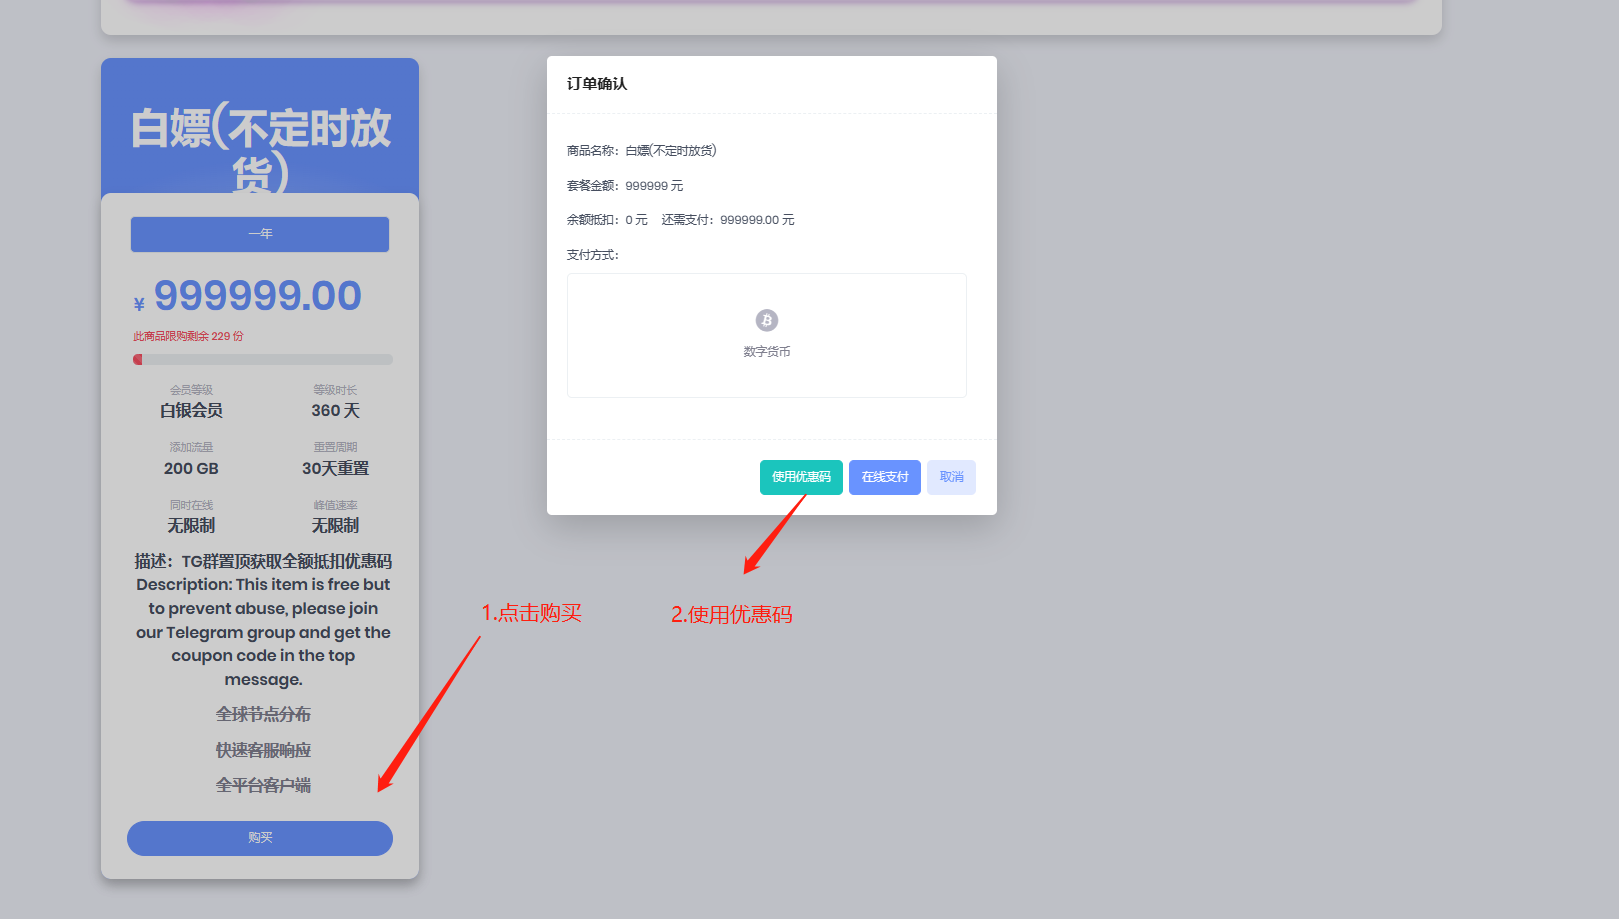 白嫖(不定时放
货)
一年
¥ 999999.00
此商品限购剩余 229 份
会员等级 等级时长
白银会员 360 天
添加流量 重置周期
200 GB 30天重置
同时在线 峰值速率
无限制 无限制
描述：TG群置顶获取全额抵扣优惠码
Description: This item is free but
to prevent abuse, please join
our Telegram group and get the
coupon code in the top
message.
全球节点分布
快速客服响应
全平台客户端
购买
订单确认
商品名称：白嫖(不定时放货)
套餐金额：999999 元
余额抵扣：0 元 还需支付：999999.00 元
支付方式：
数字货币
使用优惠码 在线支付 取消
1.点击购买 2.使用优惠码